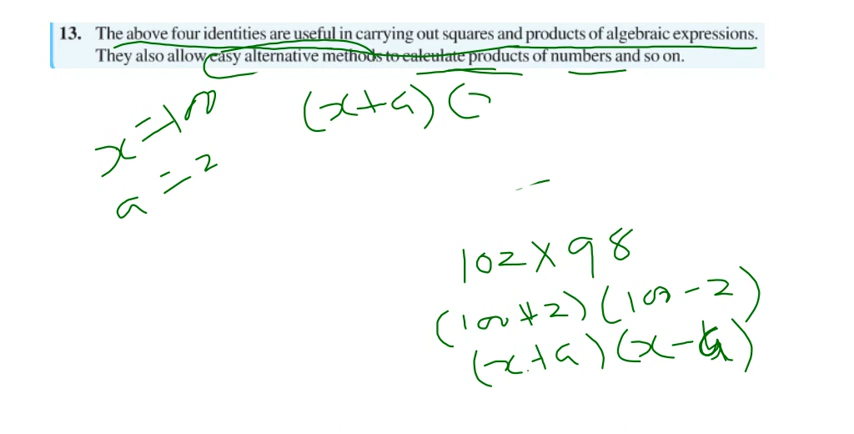 13. The above four identities are useful in carrying out squares and products of algebraic expressions.
They also allow easy alternative methods to calculate products of numbers and so on.
x = 100
a = 2
(x+a) (
102 × 98
(100+2) (100-2)
(x+a) (x-a)